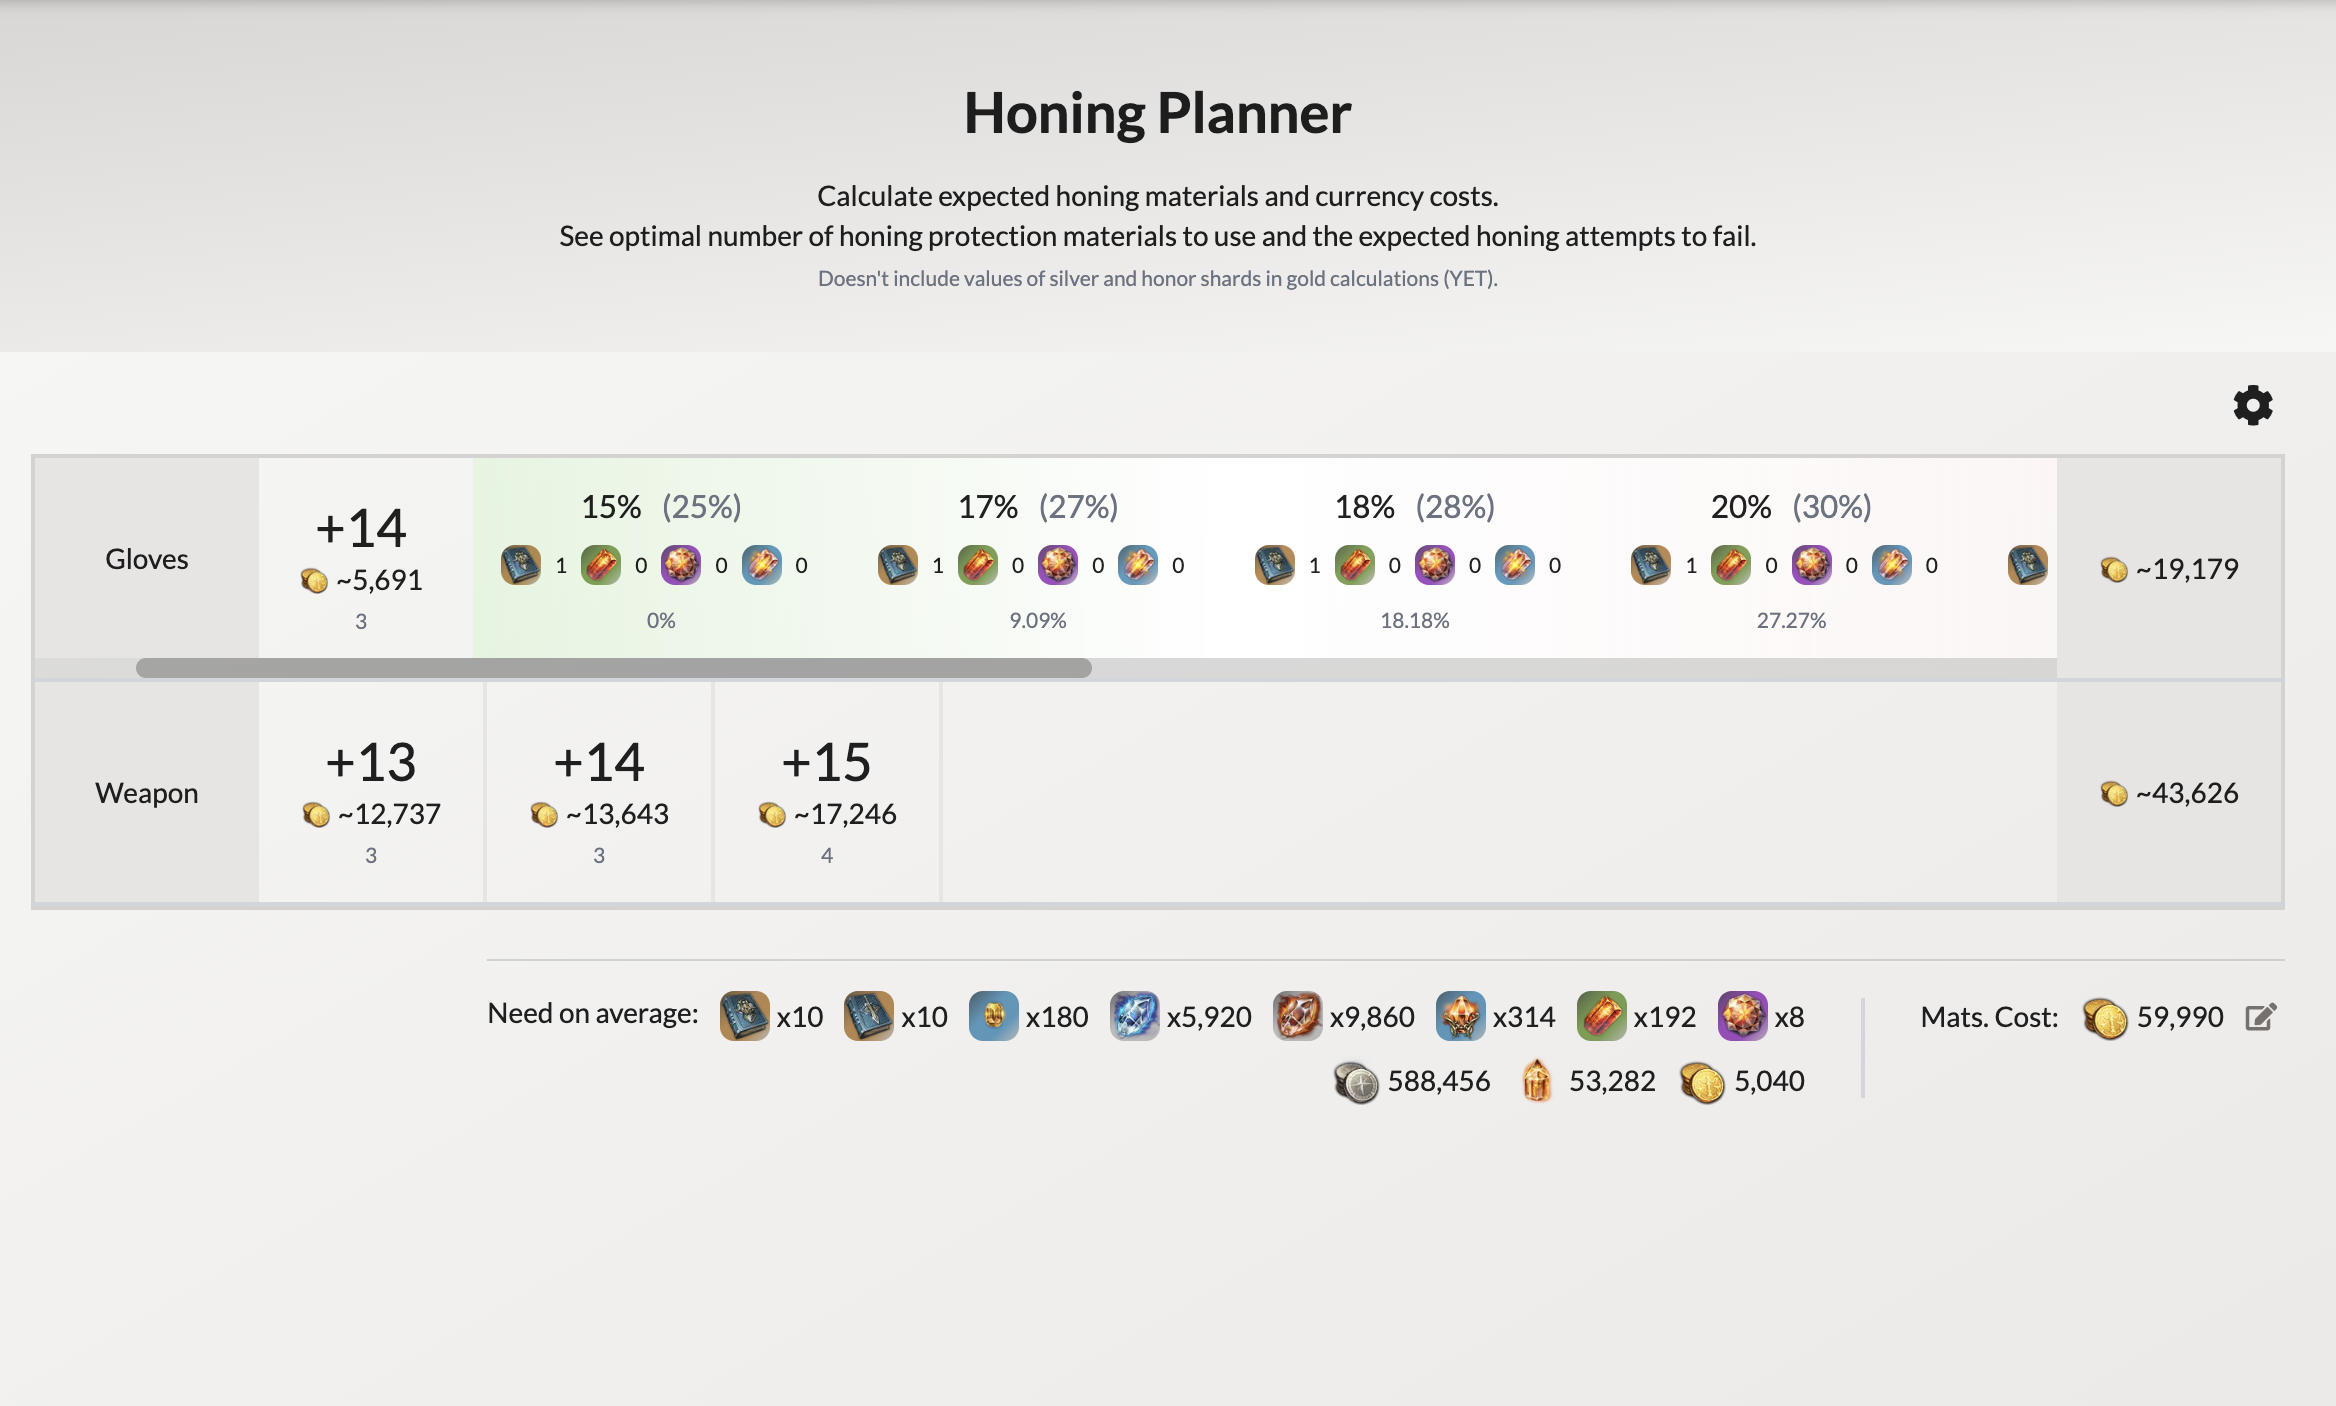 Honing Planner
Calculate expected honing materials and currency costs.
See optimal number of honing protection materials to use and the expected honing attempts to fail.
Doesn't include values of silver and honor shards in gold calculations (YET).
Gloves
+14
~5,691
3
15% (25%)
1 0 0 0
0%
17% (27%)
1 0 0 0
9.09%
18% (28%)
1 0 0 0
18.18%
20% (30%)
1 0 0 0
27.27%
~19,179
Weapon
+13
~12,737
3
+14
~13,643
3
+15
~17,246
4
~43,626
Need on average: x10 x10 x180 x5,920 x9,860 x314 x192 x8
588,456 53,282 5,040
Mats. Cost: 59,990